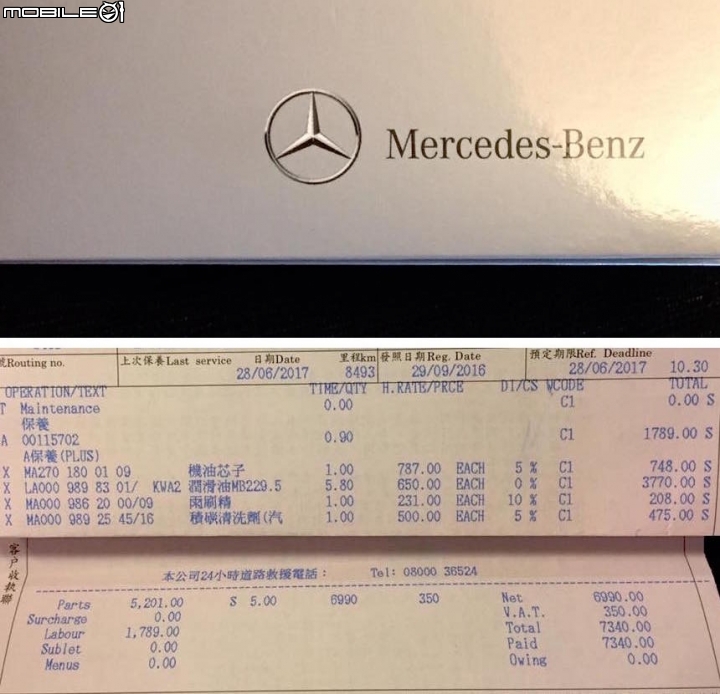 MOBILE01
Mercedes-Benz
Routing no. 上次保養Last service 日期Date 里程km 發照日期Reg. Date 預定期限Ref. Deadline
28/06/2017 8493 29/09/2016 28/06/2017 10.30
OPERATION/TEXT TIME/QTY H.RATE/PRCE DI/CS WCODE TOTAL
T Maintenance 0.00 C1 0.00 S
保養
A 00115702 0.90 C1 1789.00 S
A保養(PLUS)
X MA270 180 01 09 機油芯子 1.00 787.00 EACH 5 % C1 748.00 S
X LA000 989 83 01/ KWA2 潤滑油MB229.5 5.80 650.00 EACH 0 % C1 3770.00 S
X MA000 986 20 00/09 雨刷精 1.00 231.00 EACH 10 % C1 208.00 S
X MA000 989 25 45/16 積碳清洗劑(汽 1.00 500.00 EACH 5 % C1 475.00 S
客戶收執聯
本公司24小時道路救援電話： Tel: 08000 36524
Parts 5,201.00 S 5.00 6990 350 Net 6990.00
Surcharge 0.00 V.A.T. 350.00
Labour 1,789.00 Total 7340.00
Sublet 0.00 Paid 7340.00
Menus 0.00 Owing 0.00